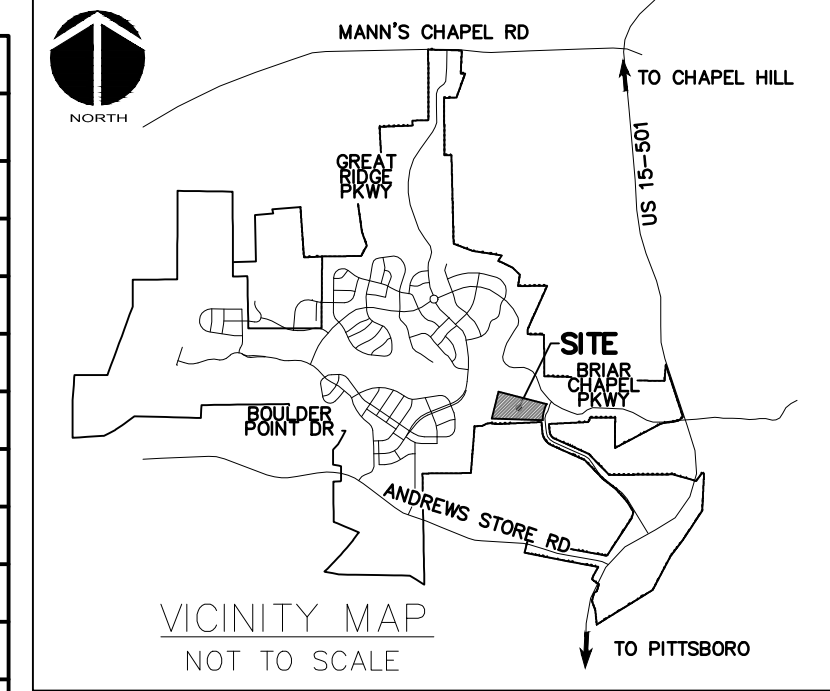 MANN'S CHAPEL RD
TO CHAPEL HILL
NORTH
US 15-501
GREAT
RIDGE
PKWY
SITE
BRIAR
CHAPEL
PKWY
BOULDER
POINT DR
ANDREWS STORE RD
VICINITY MAP
NOT TO SCALE
TO PITTSBORO